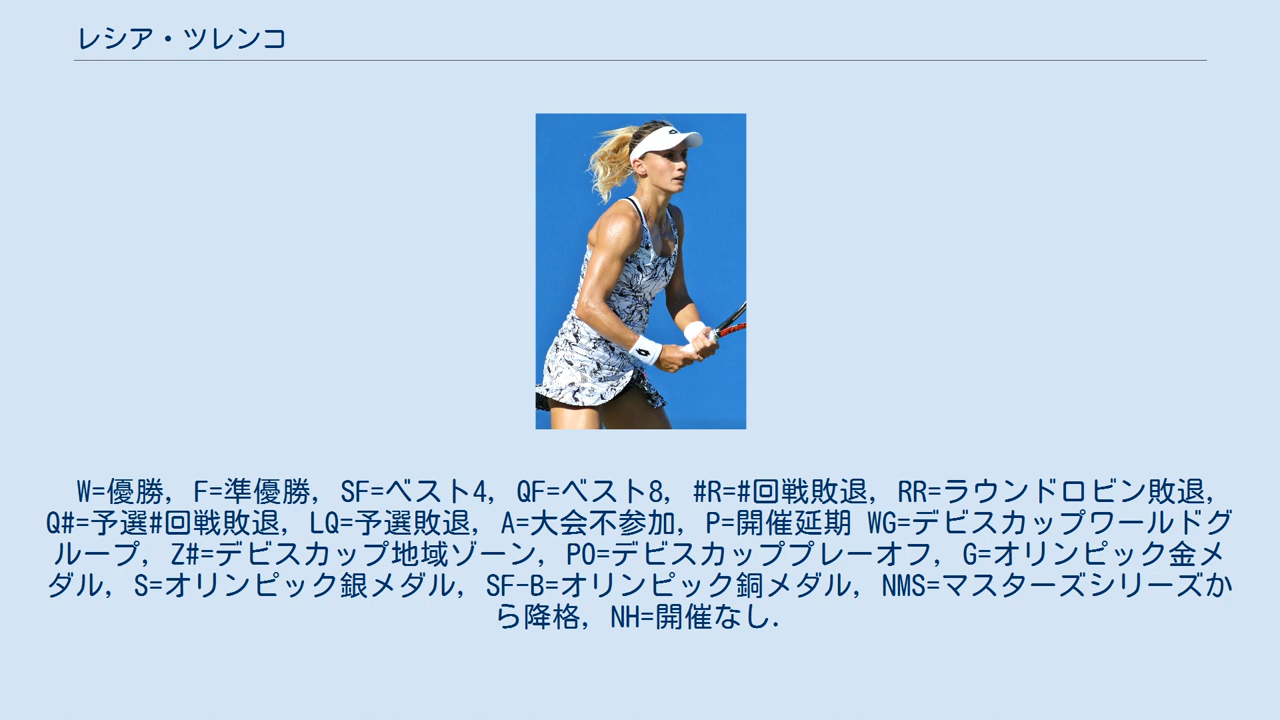 レシア・ツレンコ
W=優勝, F=準優勝, SF=ベスト4, QF=ベスト8, #R=#回戦敗退, RR=ラウンドロビン敗退,
Q#=予選#回戦敗退, LQ=予選敗退, A=大会不参加, P=開催延期 WG=デビスカップワールドグ
ループ, Z#=デビスカップ地域ゾーン, PO=デビスカッププレーオフ, G=オリンピック金メ
ダル, S=オリンピック銀メダル, SF-B=オリンピック銅メダル, NMS=マスターズシリーズか
ら降格, NH=開催なし.